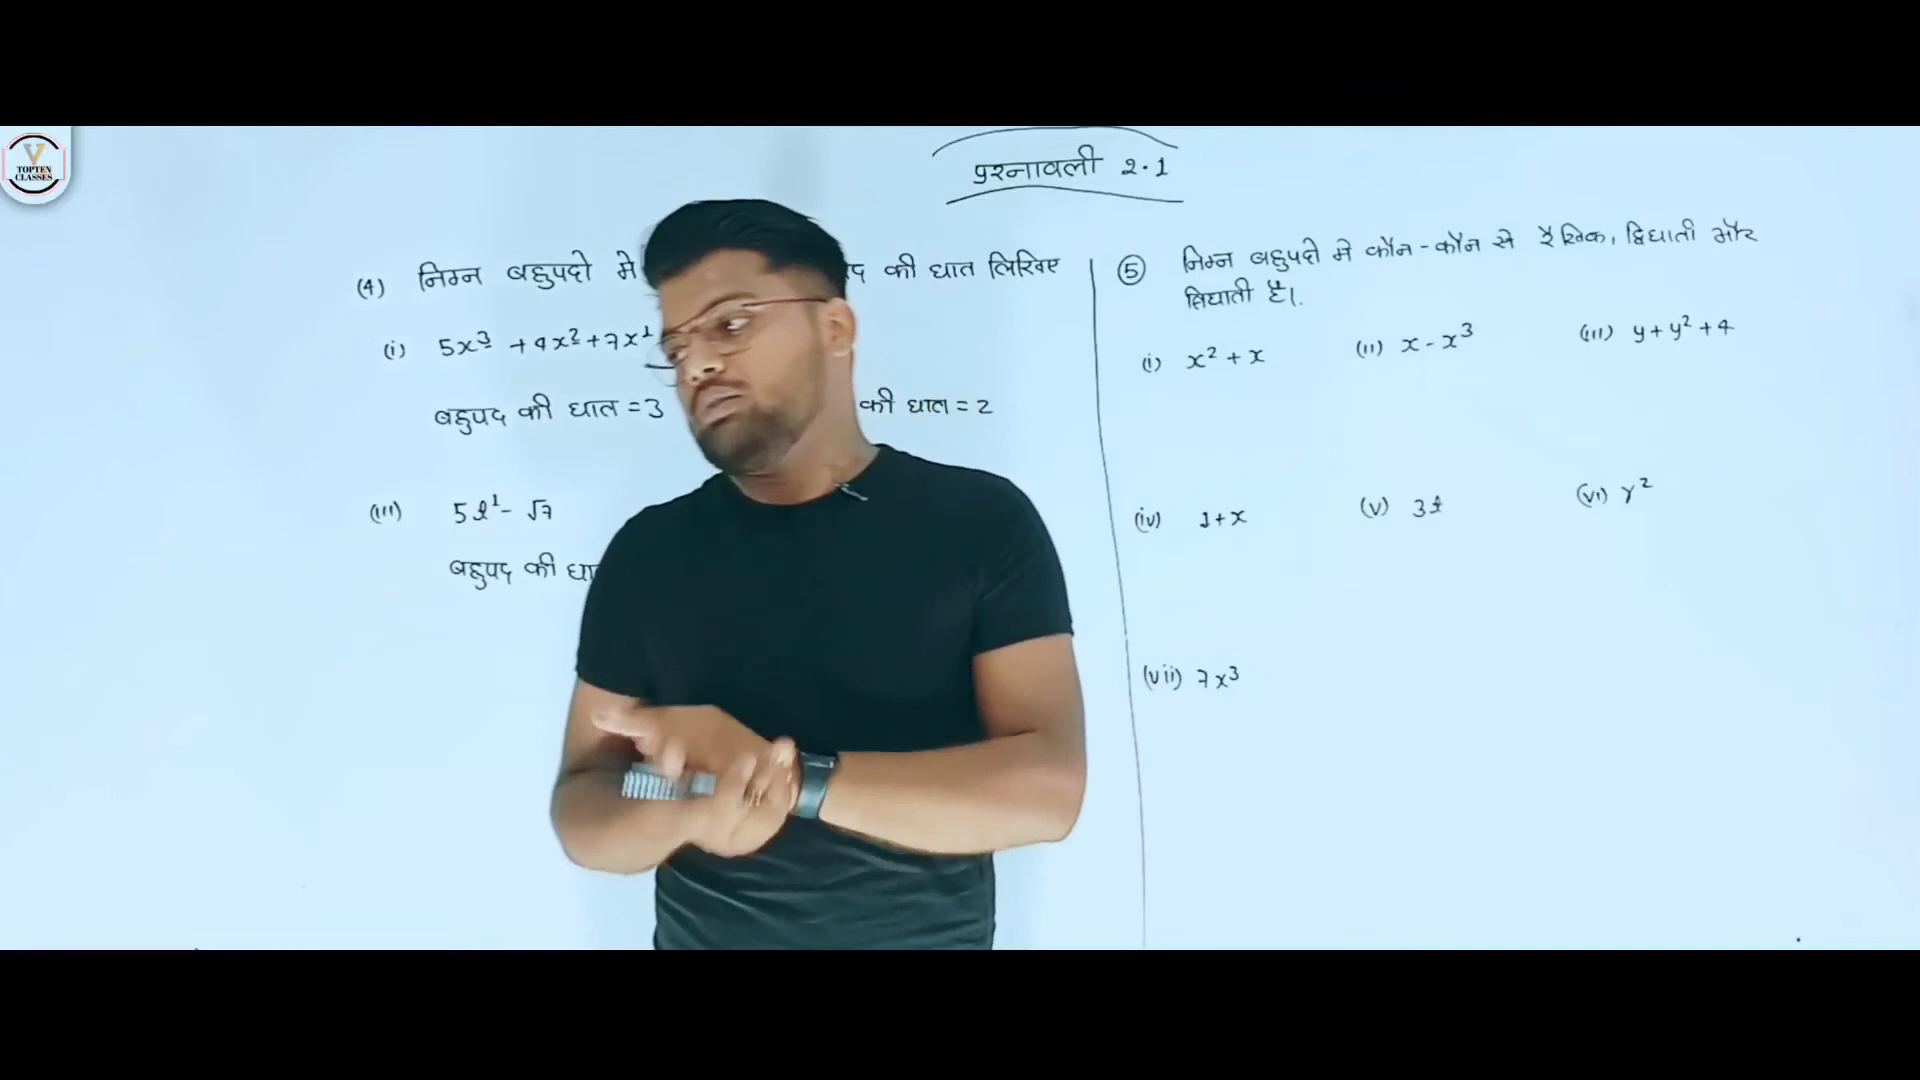 V
TOPTEN
CLASSES
प्रश्नावली 2.1
(4) निम्न बहुपदो मे की घात लिखिए
(i) 5x³ + 4x² + 7x¹
बहुपद की घात = 3 की घात = 2
(iii) 5t¹ - √7
बहुपद की
(5) निम्न बहुपदो मे कौन-कौन से रैखिक, द्विघाती और
त्रिघाती है।.
(i) x² + x (ii) x - x³ (iii) y + y² + 4
(iv) 1 + x (v) 3t (vi) r²
(vii) 7x³